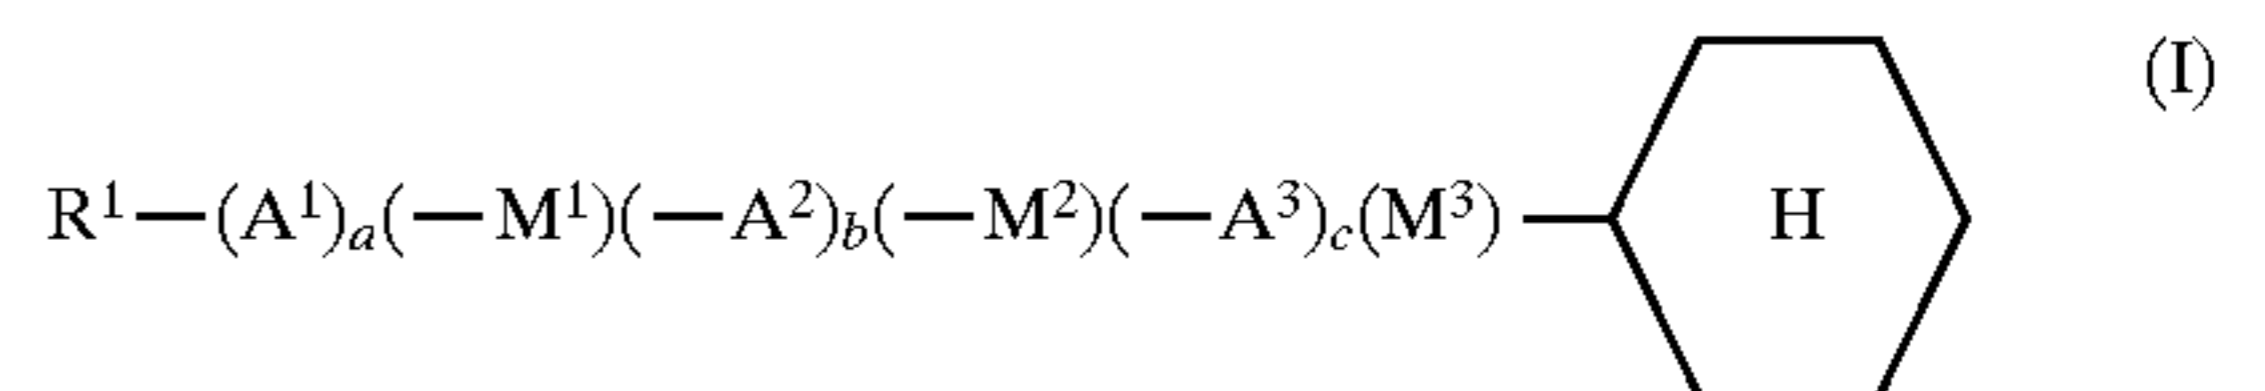 (I)
R¹—(A¹)ₐ(—M¹)(—A²)b(—M²)(—A³)c(M³)— H